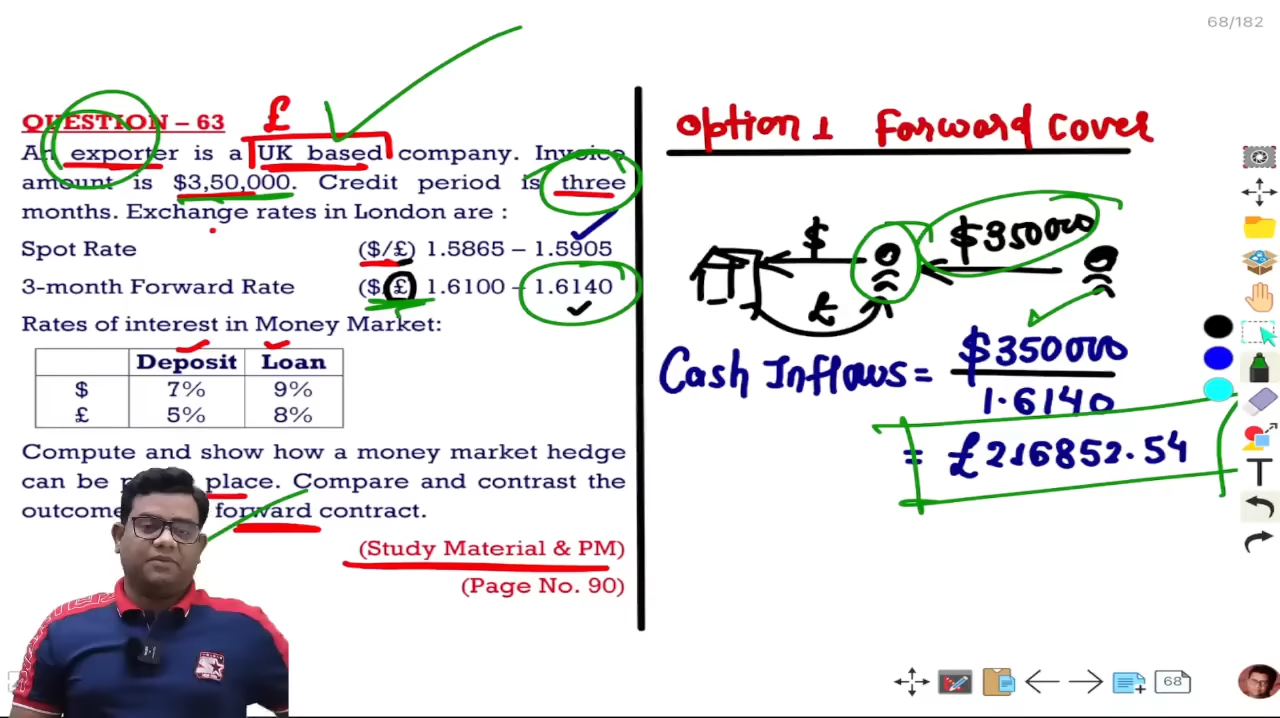 68/182
£
QUESTION – 63
An exporter is a UK based company. Invoice
amount is $3,50,000. Credit period is three
months. Exchange rates in London are :
Spot Rate ($/£) 1.5865 – 1.5905
3-month Forward Rate ($/£) 1.6100 – 1.6140
Rates of interest in Money Market:
Deposit Loan
$ 7% 9%
£ 5% 8%
Compute and show how a money market hedge
can be place. Compare and contrast the
outcome forward contract.
(Study Material & PM)
(Page No. 90)
Option 1 Forward Cover
$ $350000
£
Cash Inflows = $350000
1.6140
= £216852.54
T
68